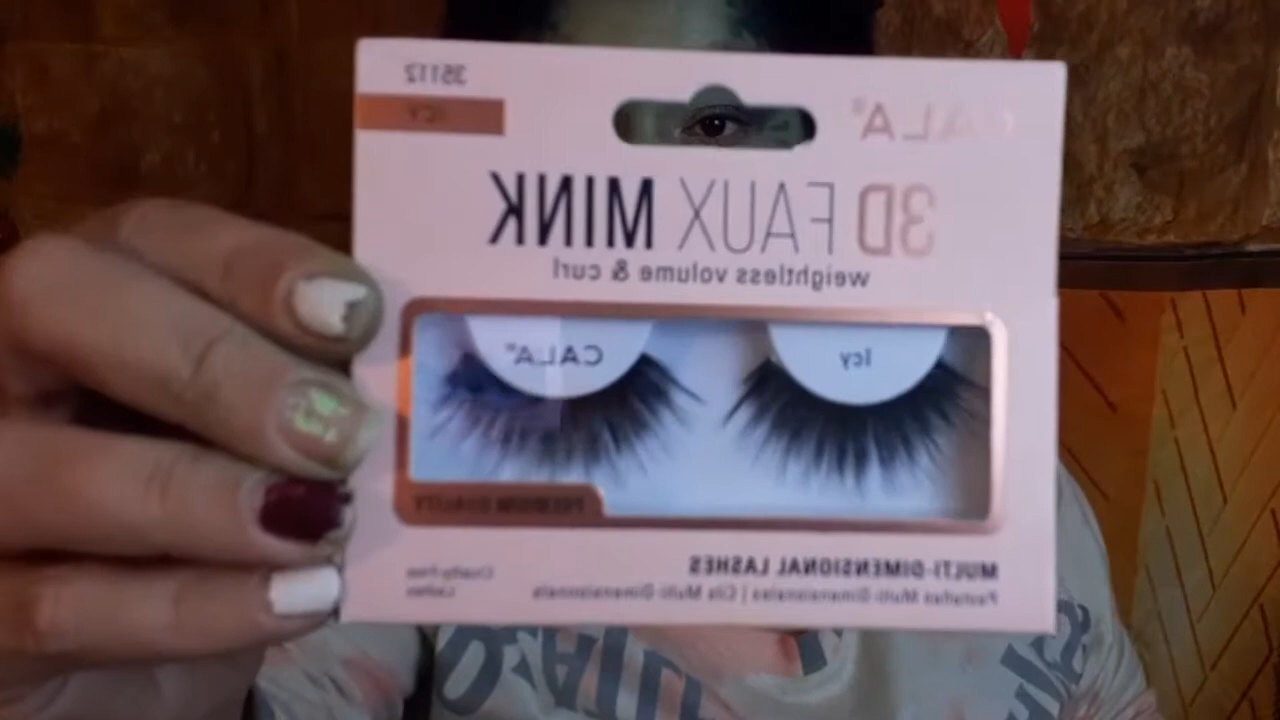 CALA®
35112
ICY
3D FAUX MINK
weightless volume & curl
Icy
CALA®
PREMIUM QUALITY
MULTI-DIMENSIONAL LASHES
Pestañas Multi-Dimensionales | Cils Multi-Dimensionnels
Cruelty-Free
Lashes